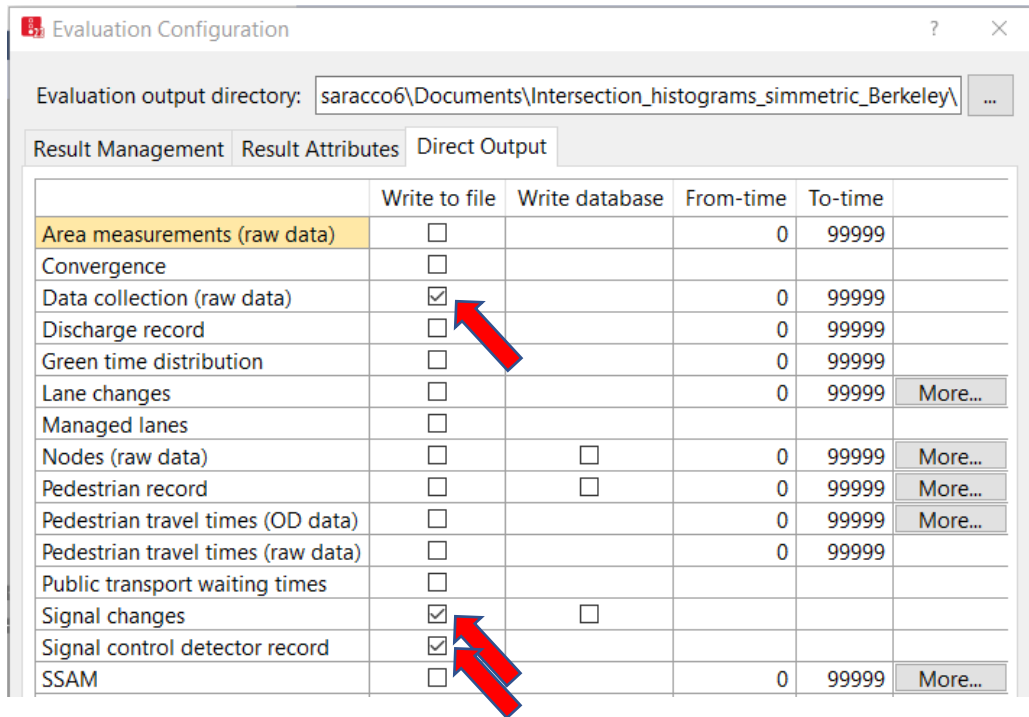 Evaluation Configuration ? ×
Evaluation output directory: saracco6\Documents\Intersection_histograms_simmetric_Berkeley\ ...
Result Management Result Attributes Direct Output
Write to file Write database From-time To-time
Area measurements (raw data) 0 99999
Convergence
Data collection (raw data) 0 99999
Discharge record 0 99999
Green time distribution 0 99999
Lane changes 0 99999 More...
Managed lanes
Nodes (raw data) 0 99999 More...
Pedestrian record 0 99999 More...
Pedestrian travel times (OD data) 0 99999 More...
Pedestrian travel times (raw data) 0 99999
Public transport waiting times
Signal changes
Signal control detector record
SSAM 0 99999 More...